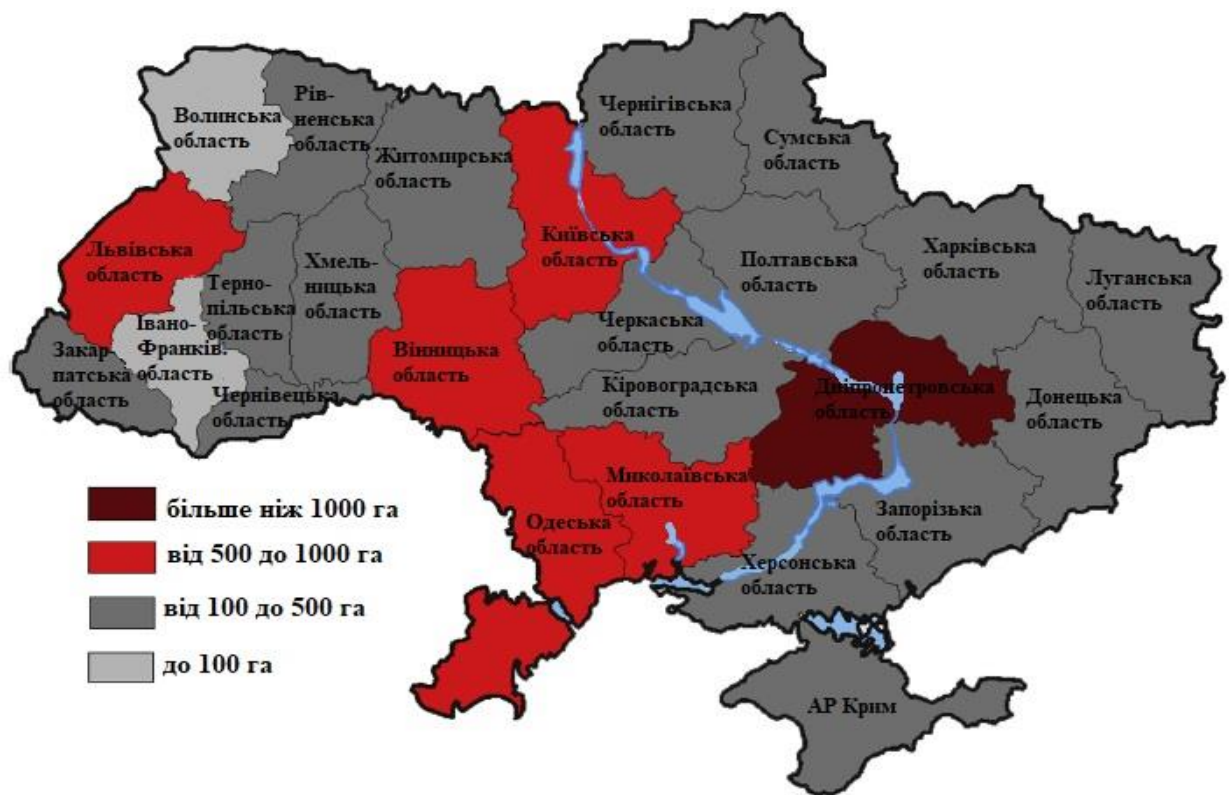 Волинська
область
Рів-
ненська
область
Житомирська
область
Чернігівська
область
Сумська
область
Львівська
область
Терно-
пільська
область
Хмель-
ницька
область
Київська
область
Полтавська
область
Харківська
область
Луганська
область
Закар-
патська
область
Івано-
Франків.
область
Чернівецька
область
Вінницька
область
Черкаська
область
Кіровоградська
область
Дніпропетровська
область
Донецька
область
Одеська
область
Миколаївська
область
Запорізька
область
Херсонська
область
АР Крим
більше ніж 1000 га
від 500 до 1000 га
від 100 до 500 га
до 100 га